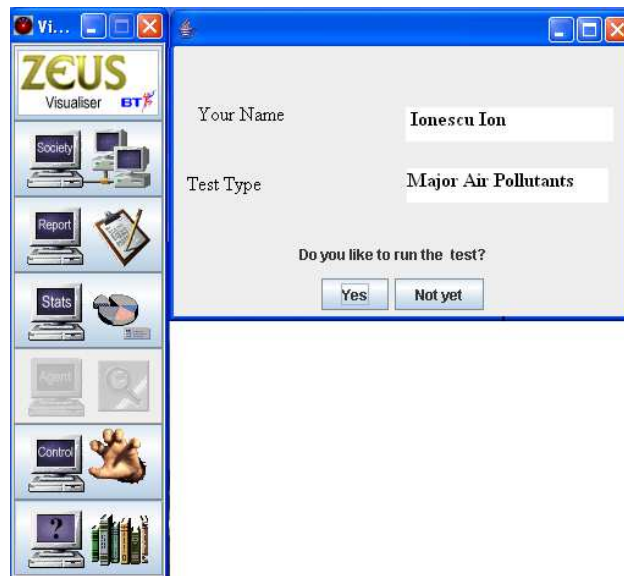 Vi...
ZEUS
Visualiser BT
Society
Report
Stats
Agent
Control
?
Your Name Ionescu Ion
Test Type Major Air Pollutants
Do you like to run the test?
Yes Not yet